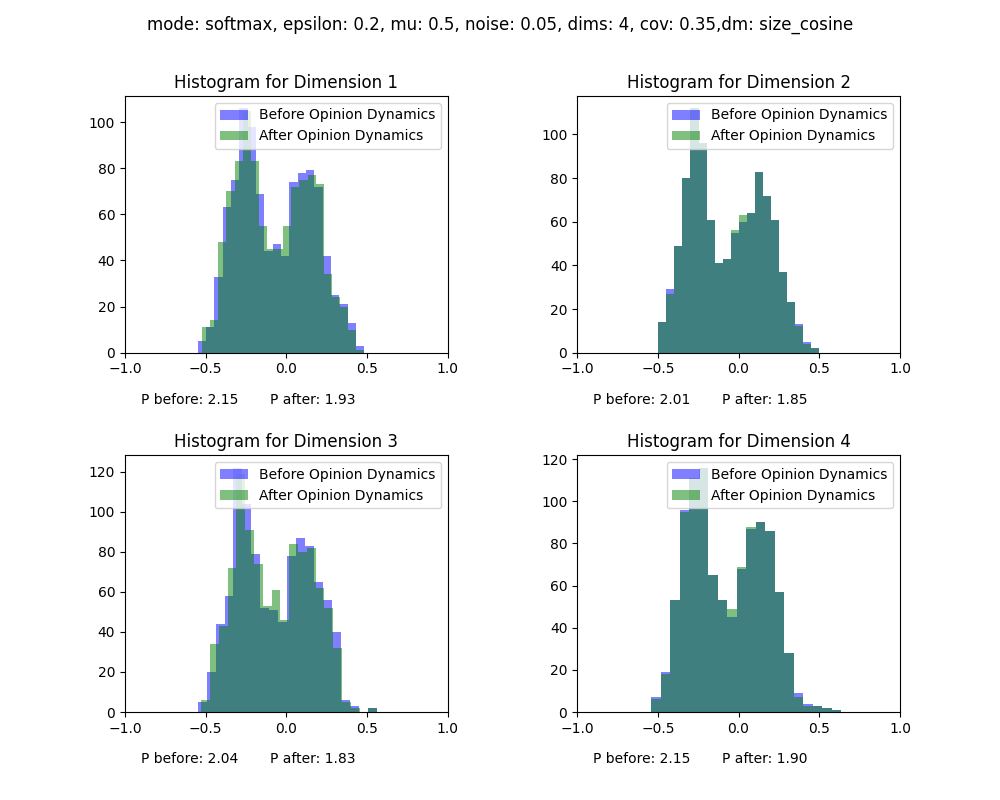 mode: softmax, epsilon: 0.2, mu: 0.5, noise: 0.05, dims: 4, cov: 0.35,dm: size_cosine
Histogram for Dimension 1
Before Opinion Dynamics
After Opinion Dynamics
100
80
60
40
20
0
−1.0 −0.5 0.0 0.5 1.0
P before: 2.15 P after: 1.93
Histogram for Dimension 2
Before Opinion Dynamics
After Opinion Dynamics
100
80
60
40
20
0
−1.0 −0.5 0.0 0.5 1.0
P before: 2.01 P after: 1.85
Histogram for Dimension 3
Before Opinion Dynamics
After Opinion Dynamics
120
100
80
60
40
20
0
−1.0 −0.5 0.0 0.5 1.0
P before: 2.04 P after: 1.83
Histogram for Dimension 4
Before Opinion Dynamics
After Opinion Dynamics
120
100
80
60
40
20
0
−1.0 −0.5 0.0 0.5 1.0
P before: 2.15 P after: 1.90